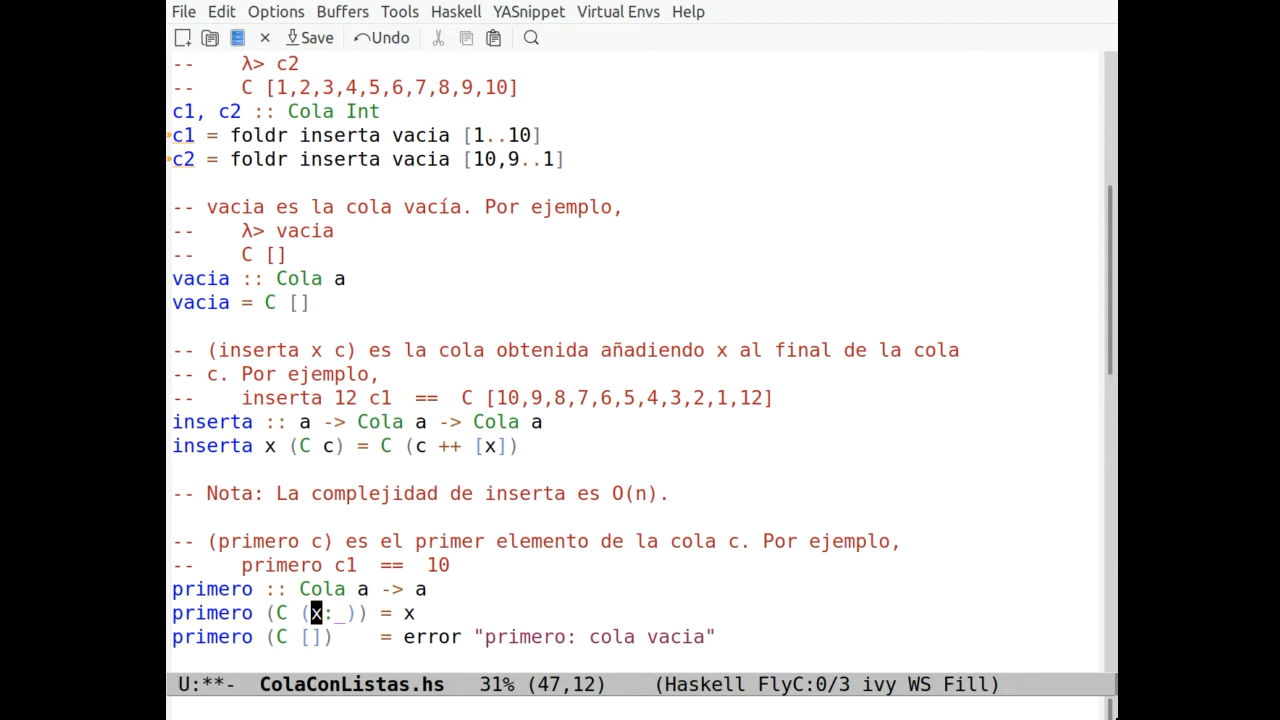 File Edit Options Buffers Tools Haskell YASnippet Virtual Envs Help
Save Undo
--    λ> c2
--    C [1,2,3,4,5,6,7,8,9,10]
c1, c2 :: Cola Int
c1 = foldr inserta vacia [1..10]
c2 = foldr inserta vacia [10,9..1]
-- vacia es la cola vacía. Por ejemplo,
--    λ> vacia
--    C []
vacia :: Cola a
vacia = C []
-- (inserta x c) es la cola obtenida añadiendo x al final de la cola
-- c. Por ejemplo,
--    inserta 12 c1  ==  C [10,9,8,7,6,5,4,3,2,1,12]
inserta :: a -> Cola a -> Cola a
inserta x (C c) = C (c ++ [x])
-- Nota: La complejidad de inserta es O(n).
-- (primero c) es el primer elemento de la cola c. Por ejemplo,
--    primero c1  ==  10
primero :: Cola a -> a
primero (C (x:_)) = x
primero (C [])    = error "primero: cola vacia"
U:**-  ColaConListas.hs   31% (47,12)    (Haskell FlyC:0/3 ivy WS Fill)